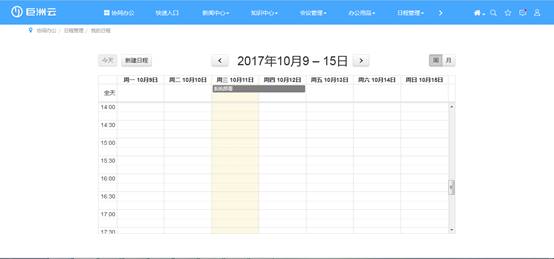 巨洲云 协同办公 快速入口 新闻中心 知识中心 会议管理 办公用品 日程管理
协同办公 / 日程管理 / 我的日程
今天 新建日程 2017年10月9 – 15日 周 月
周一 10月9日 周二 10月10日 周三 10月11日 周四 10月12日 周五 10月13日 周六 10月14日 周日 10月15日
全天
14:00
14:30
15:00
15:30
16:00
16:30
17:00
17:30